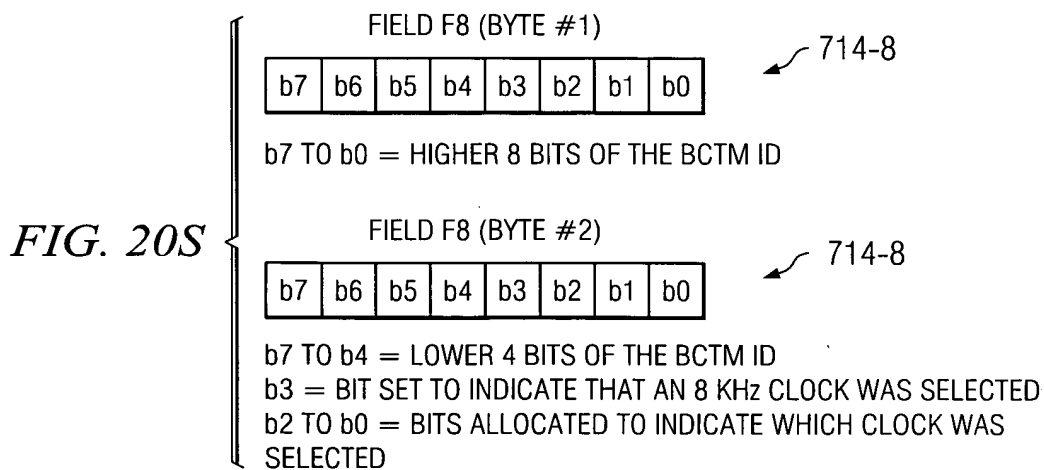 FIELD F8 (BYTE #1)
714-8
b7 b6 b5 b4 b3 b2 b1 b0
b7 TO b0 = HIGHER 8 BITS OF THE BCTM ID
FIG. 20S
FIELD F8 (BYTE #2)
714-8
b7 b6 b5 b4 b3 b2 b1 b0
b7 TO b4 = LOWER 4 BITS OF THE BCTM ID
b3 = BIT SET TO INDICATE THAT AN 8 KHz CLOCK WAS SELECTED
b2 TO b0 = BITS ALLOCATED TO INDICATE WHICH CLOCK WAS
SELECTED